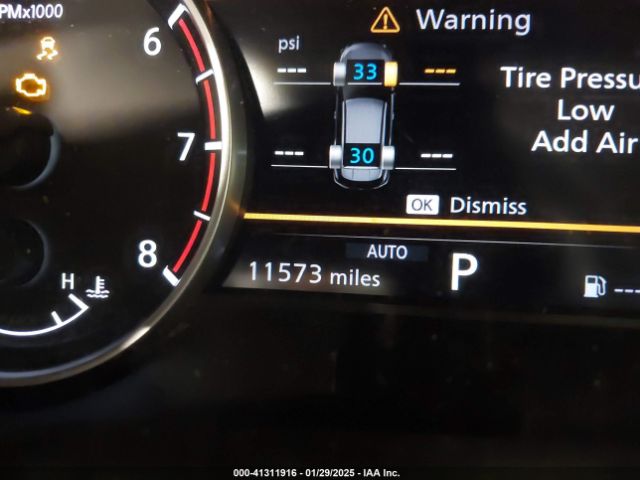 PMx1000
6
7
8
H
Warning
psi
--- 33 ---
--- 30 ---
Tire Pressu
Low
Add Air
OK Dismiss
AUTO
11573 miles
P
---
000-41311916 - 01/29/2025 - IAA Inc.